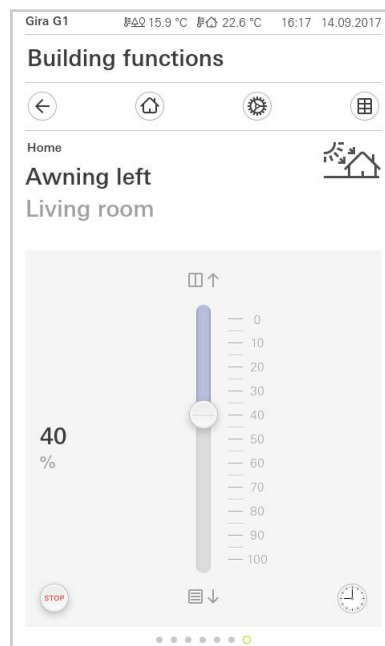 Gira G1 15.9 °C 22.6 °C 16:17 14.09.2017
Building functions
Home
Awning left
Living room
0
10
20
30
40
50
60
70
80
90
100
40
%
STOP